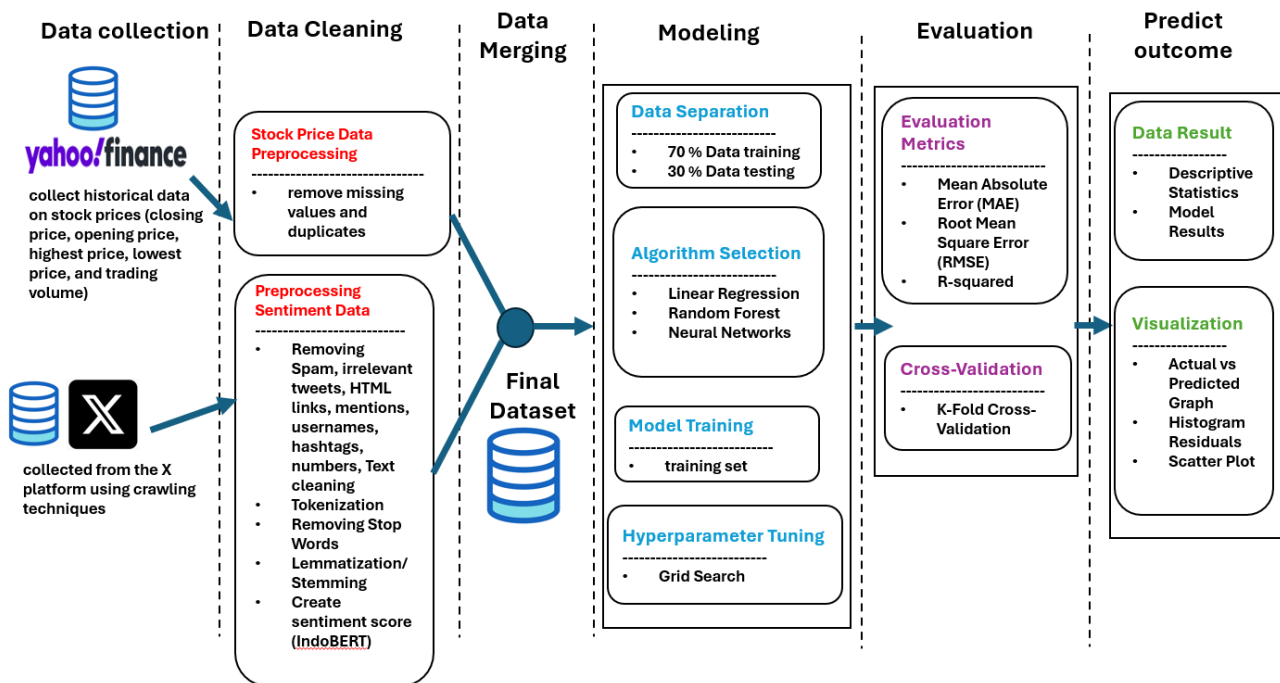 Data collection
yahoo!finance
collect historical data
on stock prices (closing
price, opening price,
highest price, lowest
price, and trading
volume)
X
collected from the X
platform using crawling
techniques
Data Cleaning
Stock Price Data
Preprocessing
--------------------------------
• remove missing
values and
duplicates
Preprocessing
Sentiment Data
----------------------------
• Removing
Spam, irrelevant
tweets, HTML
links, mentions,
usernames,
hashtags,
numbers, Text
cleaning
• Tokenization
• Removing Stop
Words
• Lemmatization/
Stemming
• Create
sentiment score
(IndoBERT)
Data
Merging
Final
Dataset
Modeling
Data Separation
---------------------------
• 70 % Data training
• 30 % Data testing
Algorithm Selection
---------------------------
• Linear Regression
• Random Forest
• Neural Networks
Model Training
---------------------------
• training set
Hyperparameter Tuning
---------------------------
• Grid Search
Evaluation
Evaluation
Metrics
---------------------------
• Mean Absolute
Error (MAE)
• Root Mean
Square Error
(RMSE)
• R-squared
Cross-Validation
---------------------------
• K-Fold Cross-
Validation
Predict
outcome
Data Result
-----------------
• Descriptive
Statistics
• Model
Results
Visualization
-----------------
• Actual vs
Predicted
Graph
• Histogram
Residuals
• Scatter Plot